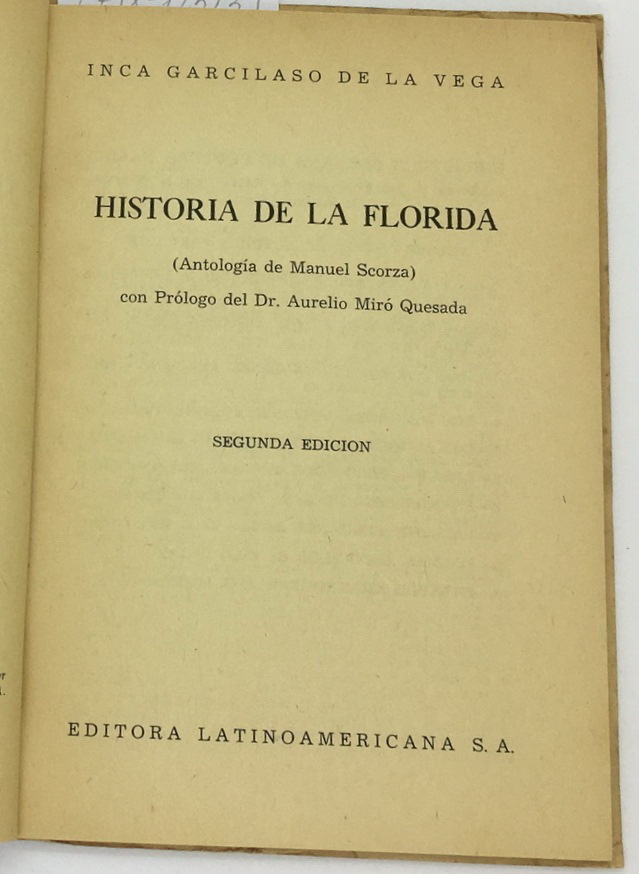 INCA GARCILASO DE LA VEGA
HISTORIA DE LA FLORIDA
(Antología de Manuel Scorza)
con Prólogo del Dr. Aurelio Miró Quesada
SEGUNDA EDICION
EDITORA LATINOAMERICANA S. A.